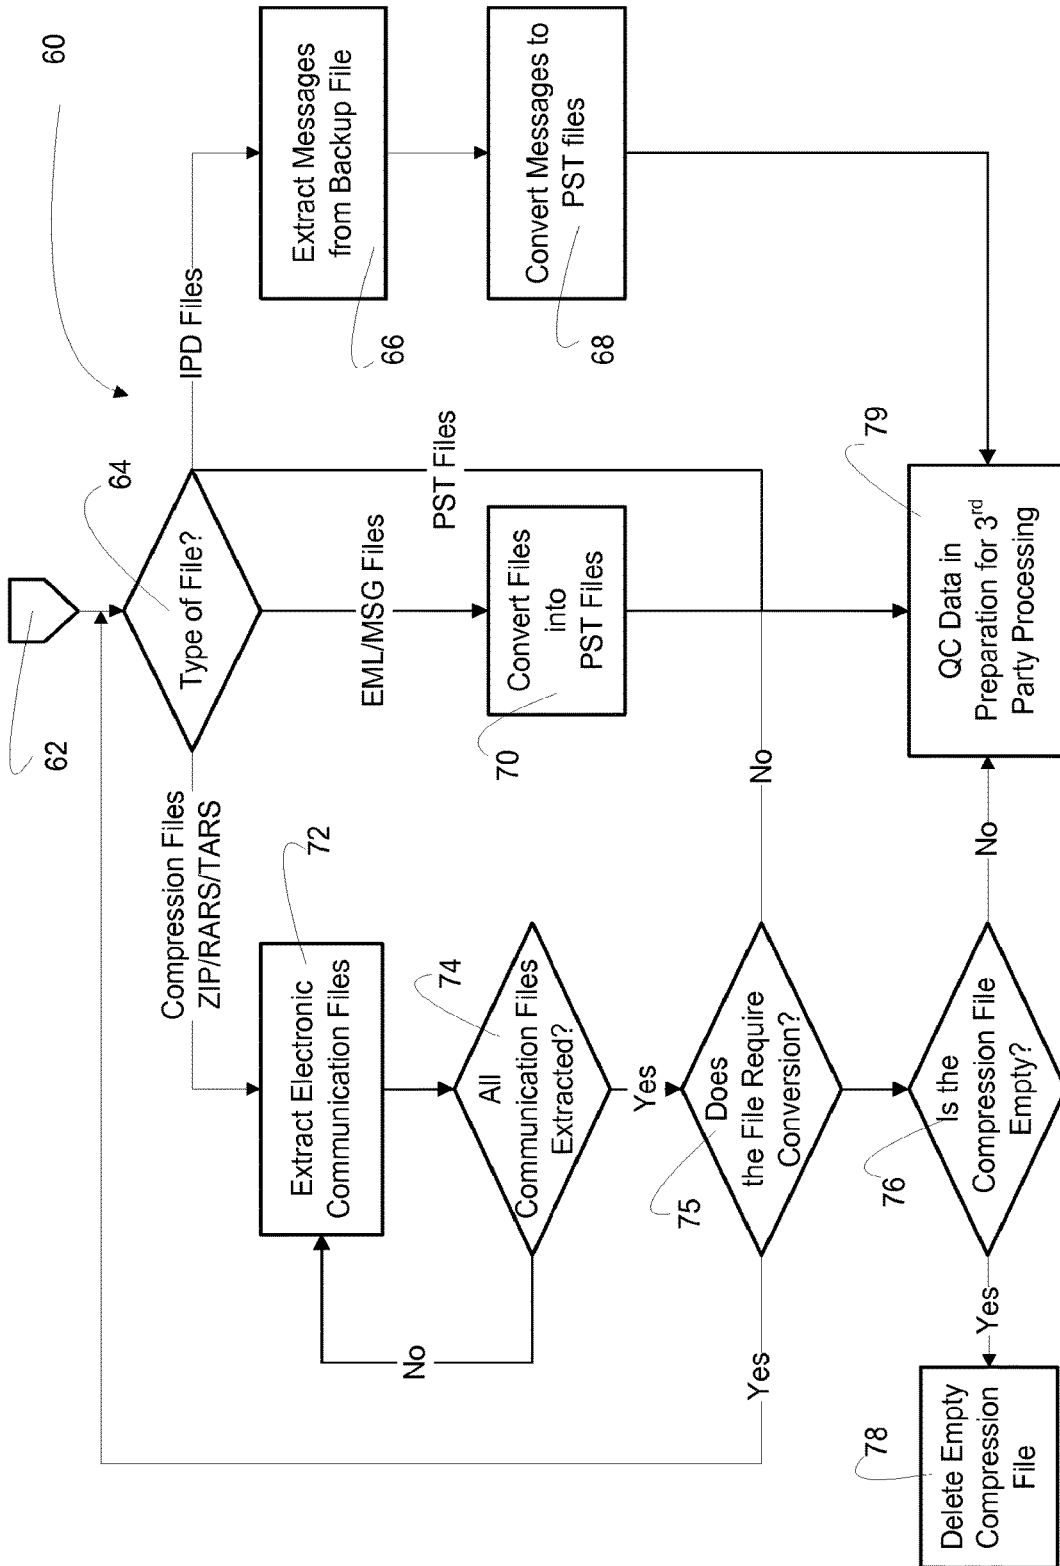 60
62
64
Type of File?
IPD Files
Extract Messages
from Backup File
66
Convert Messages to
PST files
68
PST Files
EML/MSG Files
Convert Files
into
PST Files
70
Compression Files
ZIP/RARS/TARS
72
Extract Electronic
Communication Files
74
All
Communication Files
Extracted?
No
Yes
Does
the File Require
Conversion?
75
Yes
No
Is the
Compression File
Empty?
76
Yes
No
78
Delete Empty
Compression
File
79
QC Data in
Preparation for 3rd
Party Processing